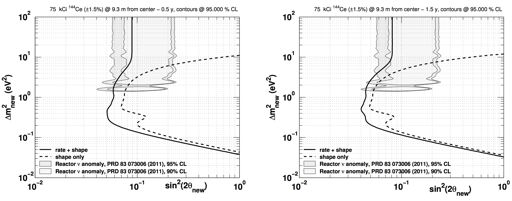 75 kCi ¹⁴⁴Ce (±1.5%) @ 9.3 m from center – 0.5 y, contours @ 95.000 % CL
Δm²new (eV²)
10²
10
1
10⁻¹
10⁻²
rate + shape
shape only
Reactor ν anomaly, PRD 83 073006 (2011), 95% CL
Reactor ν anomaly, PRD 83 073006 (2011), 90% CL
10⁻² 10⁻¹ 1
sin²(2θnew)
75 kCi ¹⁴⁴Ce (±1.5%) @ 9.3 m from center – 1.5 y, contours @ 95.000 % CL
Δm²new (eV²)
10²
10
1
10⁻¹
10⁻²
rate + shape
shape only
Reactor ν anomaly, PRD 83 073006 (2011), 95% CL
Reactor ν anomaly, PRD 83 073006 (2011), 90% CL
10⁻² 10⁻¹ 1
sin²(2θnew)